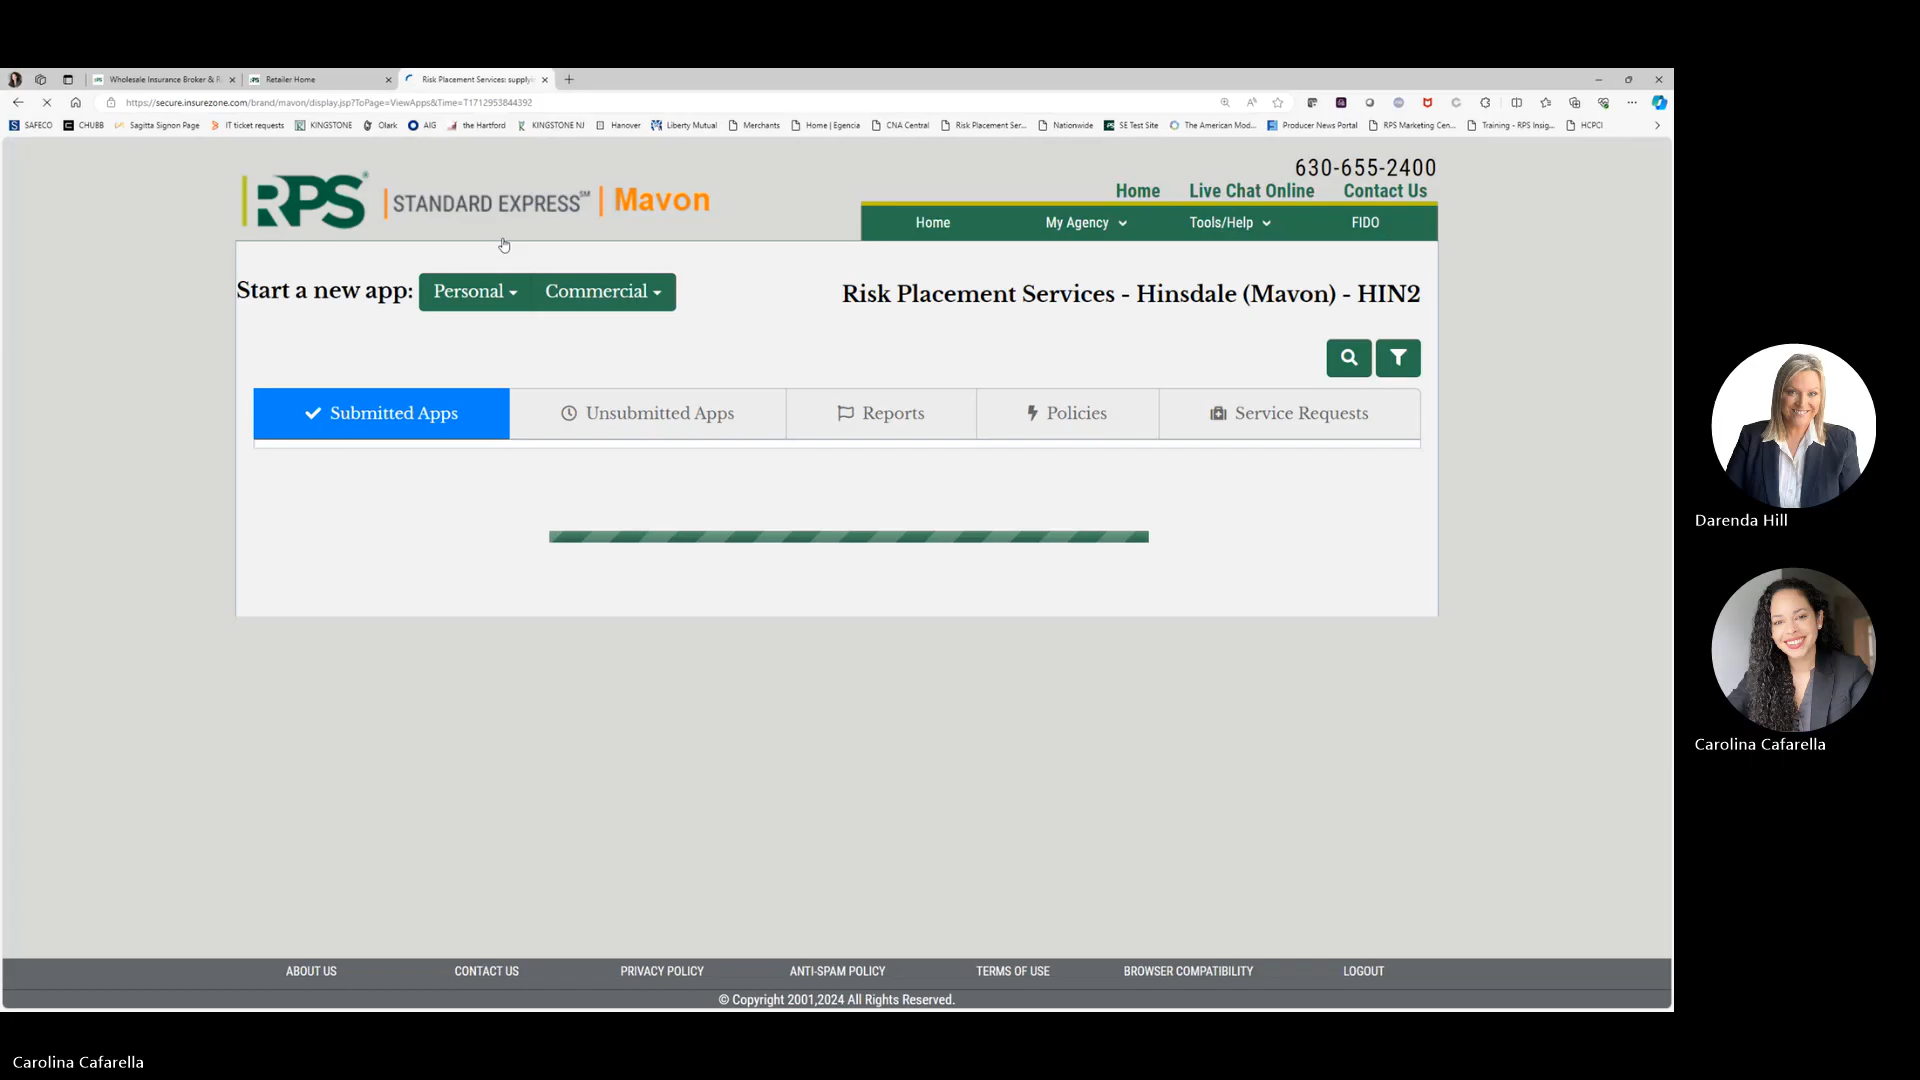 Wholesale Insurance Broker & R
Retailer Home
Risk Placement Services: supplyi
https://secure.insurezone.com/brand/mavon/display.jsp?ToPage=ViewApps&Time=T1712953844392
SAFECO
CHUBB
Sagitta Signon Page
IT ticket requests
KINGSTONE
Olark
AIG
the Hartford
KINGSTONE NJ
Hanover
Liberty Mutual
Merchants
Home | Egencia
CNA Central
Risk Placement Ser...
Nationwide
SE Test Site
The American Mod...
Producer News Portal
RPS Marketing Cen...
Training - RPS Insig...
HCPCI
630-655-2400
Home Live Chat Online Contact Us
RPS® | STANDARD EXPRESS℠ | Mavon
Home My Agency Tools/Help FIDO
Start a new app: Personal Commercial
Risk Placement Services - Hinsdale (Mavon) - HIN2
Submitted Apps Unsubmitted Apps Reports Policies Service Requests
Darenda Hill
Carolina Cafarella
ABOUT US CONTACT US PRIVACY POLICY ANTI-SPAM POLICY TERMS OF USE BROWSER COMPATIBILITY LOGOUT
© Copyright 2001,2024 All Rights Reserved.
Carolina Cafarella